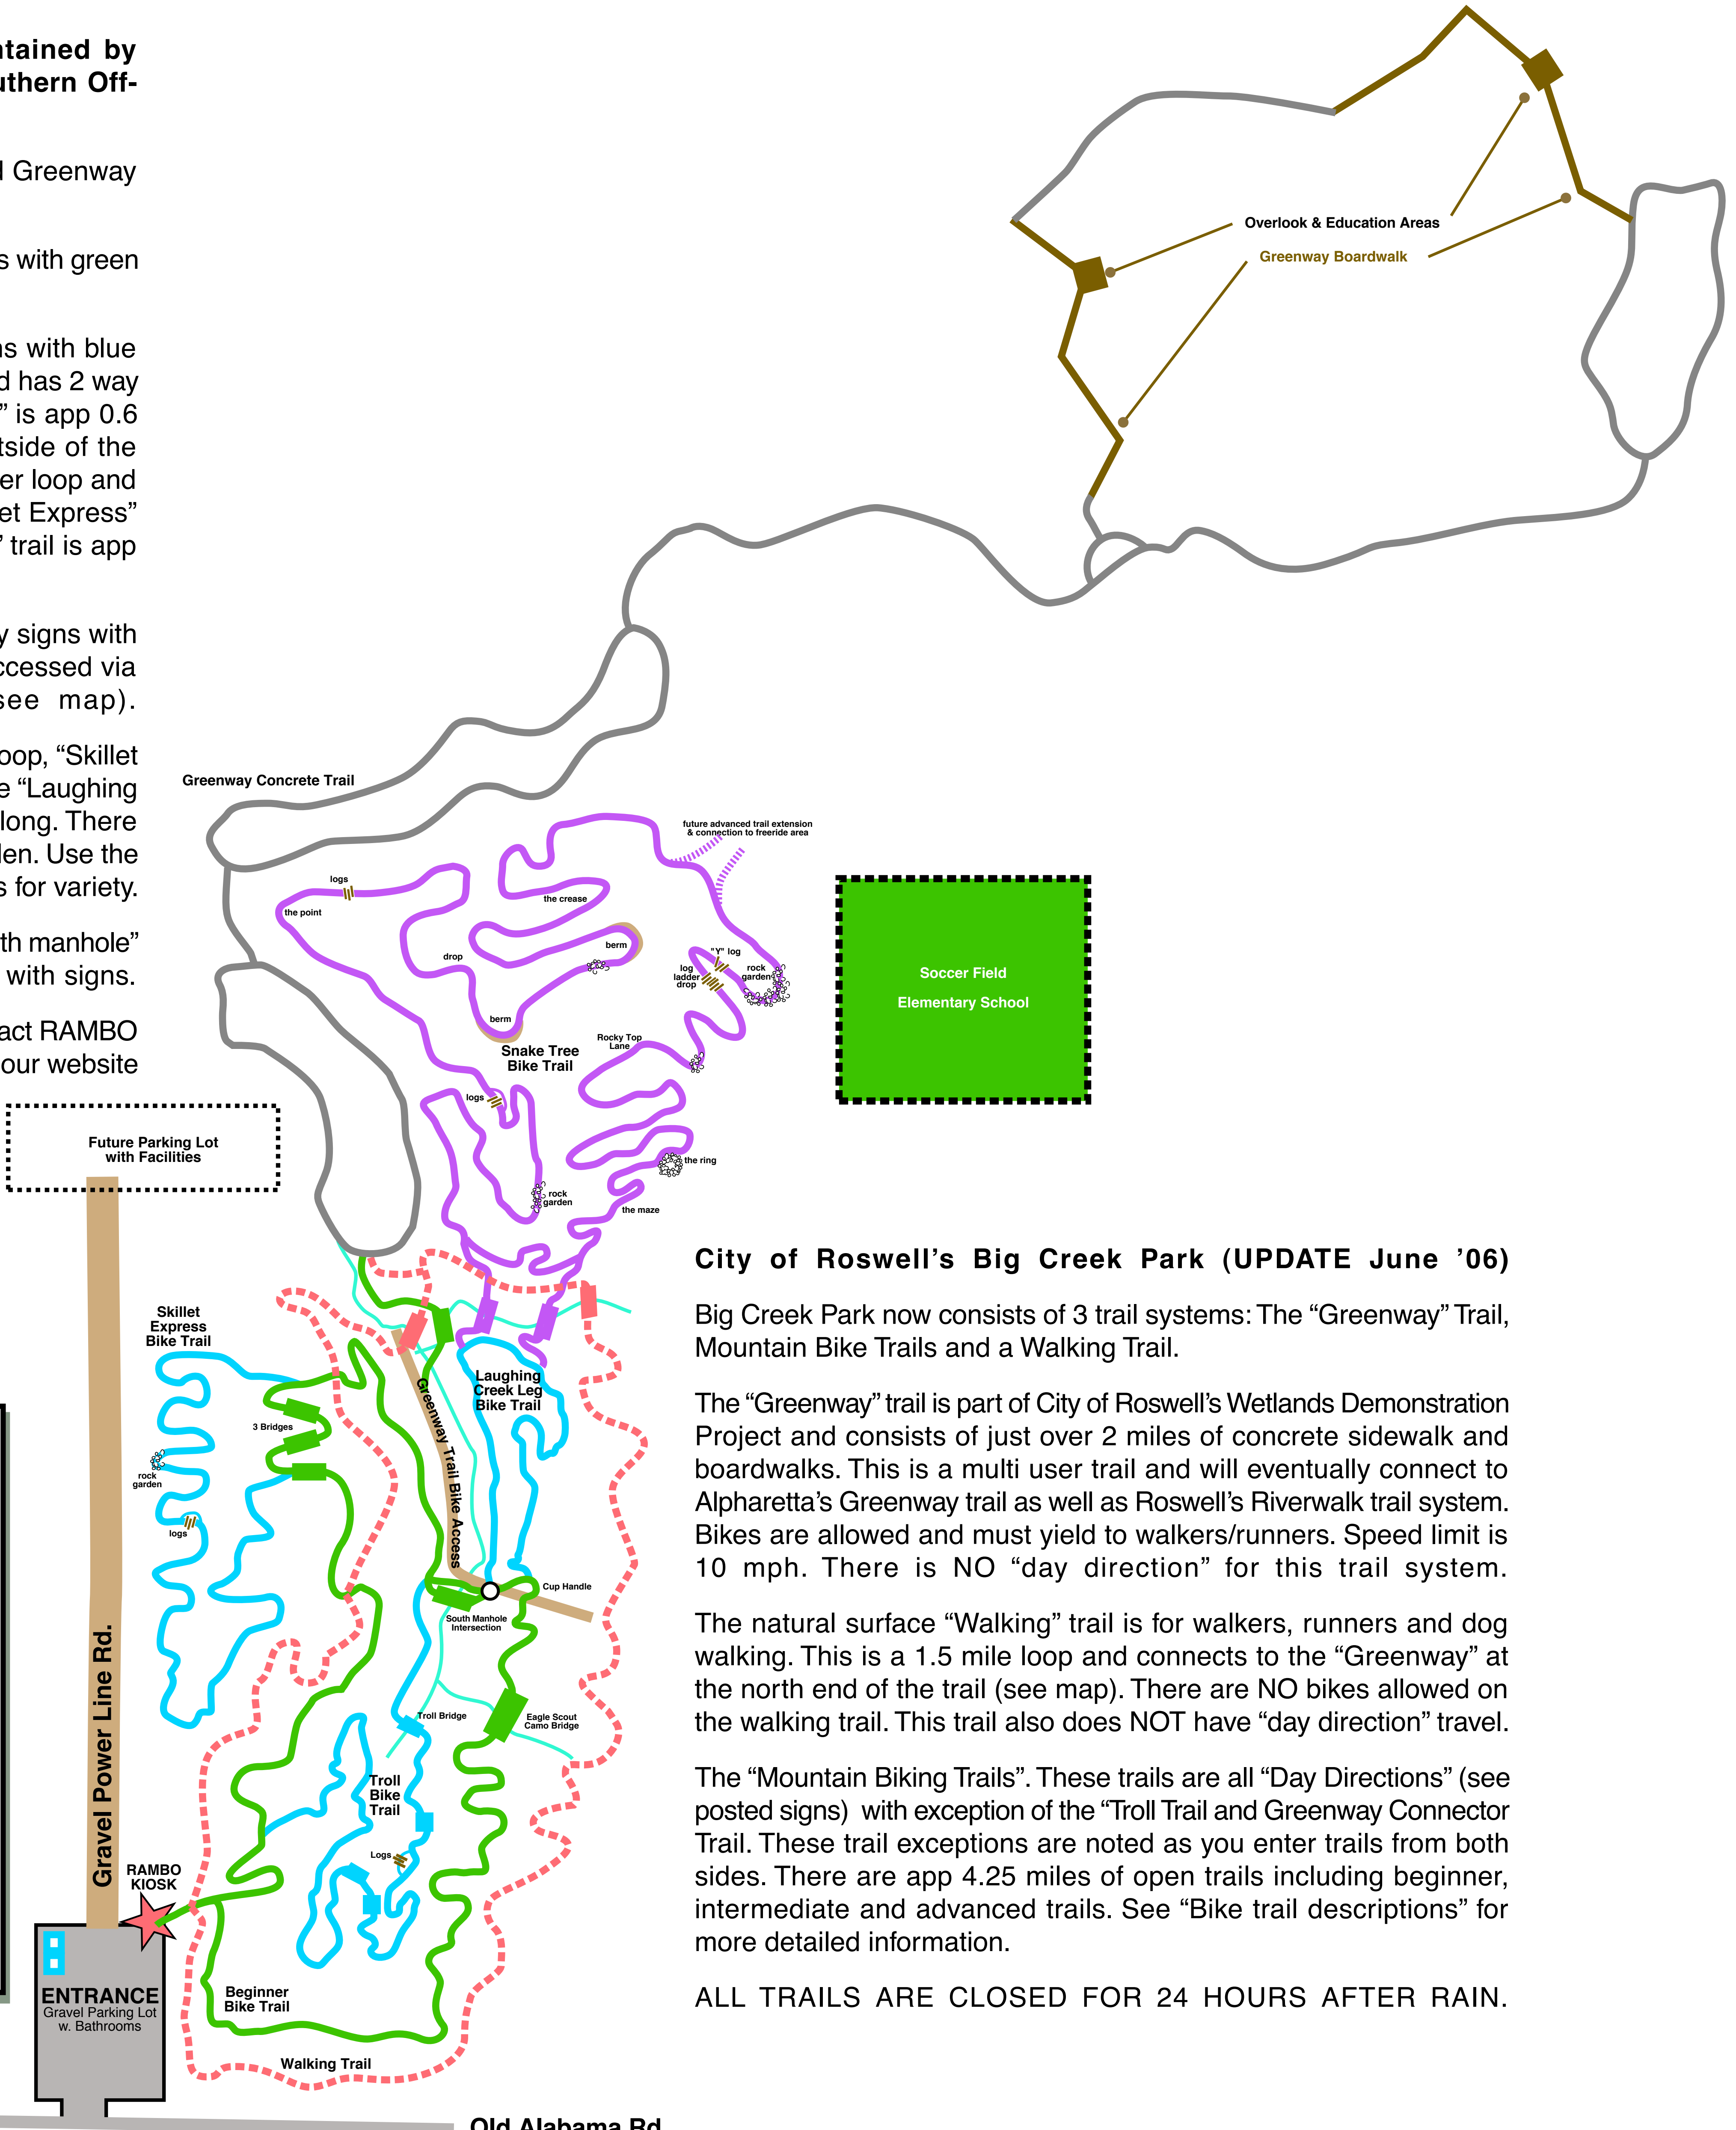 ntained by
uthern Off-
d Greenway
s with green
ns with blue
d has 2 way
” is app 0.6
tside of the
er loop and
et Express”
” trail is app
y signs with
ccessed via
see map).
oop, “Skillet
e “Laughing
long. There
den. Use the
s for variety.
th manhole”
with signs.
act RAMBO
our website
Overlook & Education Areas
Greenway Boardwalk
Greenway Concrete Trail
future advanced trail extension
& connection to freeride area
logs
the point
the crease
berm
drop
"Y" log
log
ladder
drop
rock
garden
berm
Rocky Top
Lane
Snake Tree
Bike Trail
logs
the ring
rock
garden
the maze
Soccer Field
Elementary School
Future Parking Lot
with Facilities
Gravel Power Line Rd.
Skillet
Express
Bike Trail
3 Bridges
rock
garden
logs
Greenway Trail Bike Access
Laughing
Creek Leg
Bike Trail
Cup Handle
South Manhole
Intersection
Troll Bridge
Eagle Scout
Camo Bridge
Troll
Bike
Trail
Logs
RAMBO
KIOSK
ENTRANCE
Gravel Parking Lot
w. Bathrooms
Beginner
Bike Trail
Walking Trail
Old Alabama Rd
City of Roswell’s Big Creek Park (UPDATE June ’06)
Big Creek Park now consists of 3 trail systems: The “Greenway” Trail,
Mountain Bike Trails and a Walking Trail.
The “Greenway” trail is part of City of Roswell’s Wetlands Demonstration
Project and consists of just over 2 miles of concrete sidewalk and
boardwalks. This is a multi user trail and will eventually connect to
Alpharetta’s Greenway trail as well as Roswell’s Riverwalk trail system.
Bikes are allowed and must yield to walkers/runners. Speed limit is
10 mph. There is NO “day direction” for this trail system.
The natural surface “Walking” trail is for walkers, runners and dog
walking. This is a 1.5 mile loop and connects to the “Greenway” at
the north end of the trail (see map). There are NO bikes allowed on
the walking trail. This trail also does NOT have “day direction” travel.
The “Mountain Biking Trails”. These trails are all “Day Directions” (see
posted signs) with exception of the “Troll Trail and Greenway Connector
Trail. These trail exceptions are noted as you enter trails from both
sides. There are app 4.25 miles of open trails including beginner,
intermediate and advanced trails. See “Bike trail descriptions” for
more detailed information.
ALL TRAILS ARE CLOSED FOR 24 HOURS AFTER RAIN.